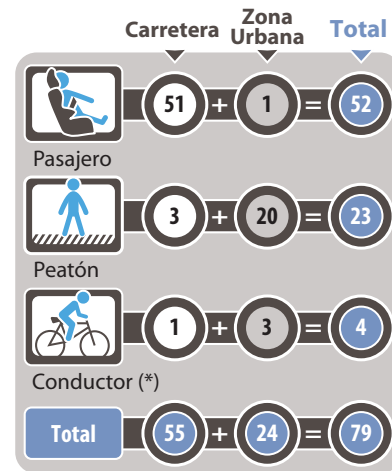 Carretera
Zona
Urbana
Total
51 + 1 = 52
Pasajero
3 + 20 = 23
Peatón
1 + 3 = 4
Conductor (*)
Total 55 + 24 = 79